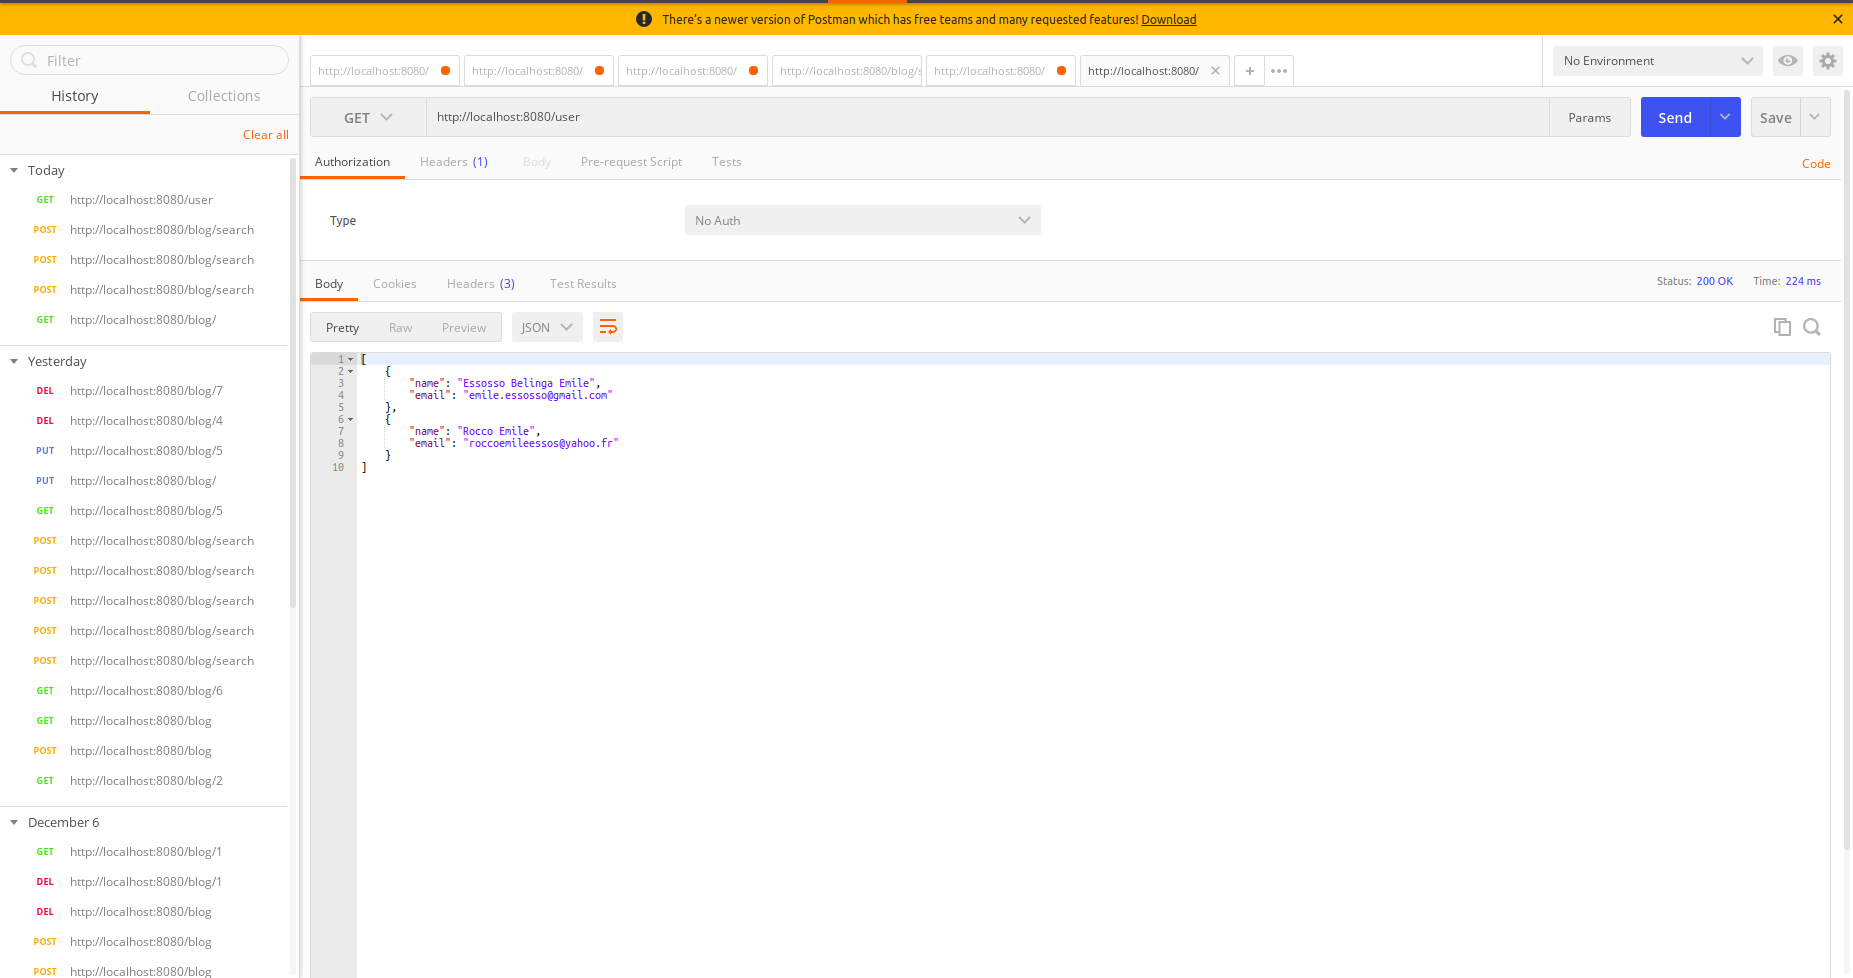 There's a newer version of Postman which has free teams and many requested features! Download
Filter
History Collections
Clear all
Today
GET http://localhost:8080/user
POST http://localhost:8080/blog/search
POST http://localhost:8080/blog/search
POST http://localhost:8080/blog/search
GET http://localhost:8080/blog/
Yesterday
DEL http://localhost:8080/blog/7
DEL http://localhost:8080/blog/4
PUT http://localhost:8080/blog/5
PUT http://localhost:8080/blog/
GET http://localhost:8080/blog/5
POST http://localhost:8080/blog/search
POST http://localhost:8080/blog/search
POST http://localhost:8080/blog/search
POST http://localhost:8080/blog/search
POST http://localhost:8080/blog/search
GET http://localhost:8080/blog/6
GET http://localhost:8080/blog
POST http://localhost:8080/blog
GET http://localhost:8080/blog/2
December 6
GET http://localhost:8080/blog/1
DEL http://localhost:8080/blog/1
DEL http://localhost:8080/blog
POST http://localhost:8080/blog
POST http://localhost:8080/blog
http://localhost:8080/ http://localhost:8080/ http://localhost:8080/ http://localhost:8080/blog/s http://localhost:8080/ http://localhost:8080/ + •••
No Environment
GET http://localhost:8080/user Params Send Save
Authorization Headers (1) Body Pre-request Script Tests Code
Type No Auth
Body Cookies Headers (3) Test Results Status: 200 OK Time: 224 ms
Pretty Raw Preview JSON
1 [
2 {
3 "name": "Essosso Belinga Emile",
4 "email": "emile.essosso@gmail.com"
5 },
6 {
7 "name": "Rocco Emile",
8 "email": "roccoemileessos@yahoo.fr"
9 }
10 ]